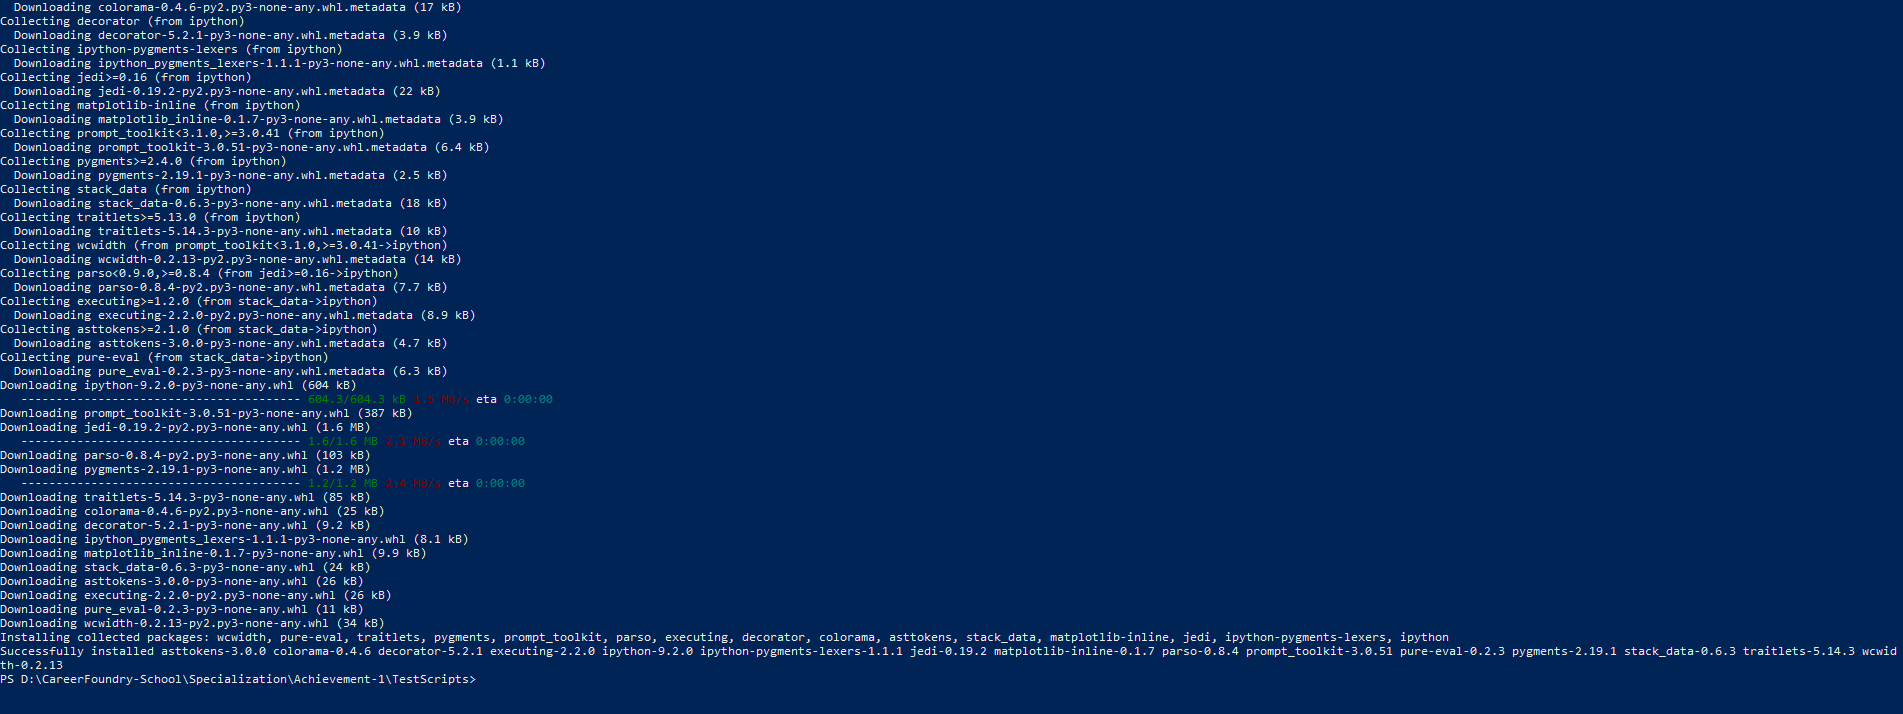 Downloading colorama-0.4.6-py2.py3-none-any.whl.metadata (17 kB)
Collecting decorator (from ipython)
  Downloading decorator-5.2.1-py3-none-any.whl.metadata (3.9 kB)
Collecting ipython-pygments-lexers (from ipython)
  Downloading ipython_pygments_lexers-1.1.1-py3-none-any.whl.metadata (1.1 kB)
Collecting jedi>=0.16 (from ipython)
  Downloading jedi-0.19.2-py2.py3-none-any.whl.metadata (22 kB)
Collecting matplotlib-inline (from ipython)
  Downloading matplotlib_inline-0.1.7-py3-none-any.whl.metadata (3.9 kB)
Collecting prompt_toolkit<3.1.0,>=3.0.41 (from ipython)
  Downloading prompt_toolkit-3.0.51-py3-none-any.whl.metadata (6.4 kB)
Collecting pygments>=2.4.0 (from ipython)
  Downloading pygments-2.19.1-py3-none-any.whl.metadata (2.5 kB)
Collecting stack_data (from ipython)
  Downloading stack_data-0.6.3-py3-none-any.whl.metadata (18 kB)
Collecting traitlets>=5.13.0 (from ipython)
  Downloading traitlets-5.14.3-py3-none-any.whl.metadata (10 kB)
Collecting wcwidth (from prompt_toolkit<3.1.0,>=3.0.41->ipython)
  Downloading wcwidth-0.2.13-py2.py3-none-any.whl.metadata (14 kB)
Collecting parso<0.9.0,>=0.8.4 (from jedi>=0.16->ipython)
  Downloading parso-0.8.4-py2.py3-none-any.whl.metadata (7.7 kB)
Collecting executing>=1.2.0 (from stack_data->ipython)
  Downloading executing-2.2.0-py2.py3-none-any.whl.metadata (8.9 kB)
Collecting asttokens>=2.1.0 (from stack_data->ipython)
  Downloading asttokens-3.0.0-py3-none-any.whl.metadata (4.7 kB)
Collecting pure-eval (from stack_data->ipython)
  Downloading pure_eval-0.2.3-py3-none-any.whl.metadata (6.3 kB)
Downloading ipython-9.2.0-py3-none-any.whl (604 kB)
   ---------------------------------------- 604.3/604.3 kB 1.5 MB/s eta 0:00:00
Downloading prompt_toolkit-3.0.51-py3-none-any.whl (387 kB)
Downloading jedi-0.19.2-py2.py3-none-any.whl (1.6 MB)
   ---------------------------------------- 1.6/1.6 MB 2.1 MB/s eta 0:00:00
Downloading parso-0.8.4-py2.py3-none-any.whl (103 kB)
Downloading pygments-2.19.1-py3-none-any.whl (1.2 MB)
   ---------------------------------------- 1.2/1.2 MB 2.4 MB/s eta 0:00:00
Downloading traitlets-5.14.3-py3-none-any.whl (85 kB)
Downloading colorama-0.4.6-py2.py3-none-any.whl (25 kB)
Downloading decorator-5.2.1-py3-none-any.whl (9.2 kB)
Downloading ipython_pygments_lexers-1.1.1-py3-none-any.whl (8.1 kB)
Downloading matplotlib_inline-0.1.7-py3-none-any.whl (9.9 kB)
Downloading stack_data-0.6.3-py3-none-any.whl (24 kB)
Downloading asttokens-3.0.0-py3-none-any.whl (26 kB)
Downloading executing-2.2.0-py2.py3-none-any.whl (26 kB)
Downloading pure_eval-0.2.3-py3-none-any.whl (11 kB)
Downloading wcwidth-0.2.13-py2.py3-none-any.whl (34 kB)
Installing collected packages: wcwidth, pure-eval, traitlets, pygments, prompt_toolkit, parso, executing, decorator, colorama, asttokens, stack_data, matplotlib-inline, jedi, ipython-pygments-lexers, ipython
Successfully installed asttokens-3.0.0 colorama-0.4.6 decorator-5.2.1 executing-2.2.0 ipython-9.2.0 ipython-pygments-lexers-1.1.1 jedi-0.19.2 matplotlib-inline-0.1.7 parso-0.8.4 prompt_toolkit-3.0.51 pure-eval-0.2.3 pygments-2.19.1 stack_data-0.6.3 traitlets-5.14.3 wcwid
th-0.2.13
PS D:\CareerFoundry-School\Specialization\Achievement-1\TestScripts>